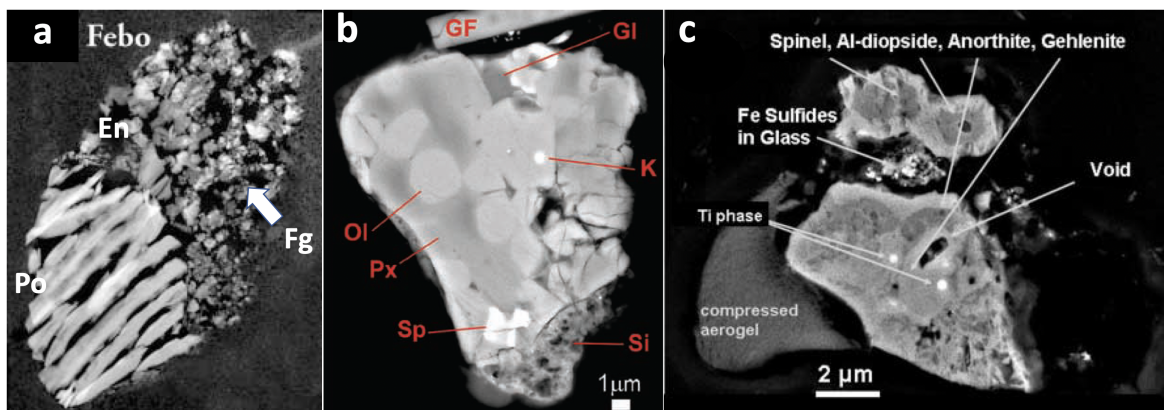 a
Febo
En
Po
Fg
b
GF
Gl
K
Ol
Px
Sp
Si
1μm
c
Spinel, Al-diopside, Anorthite, Gehlenite
Fe Sulfides
in Glass
Void
Ti phase
compressed
aerogel
2 μm